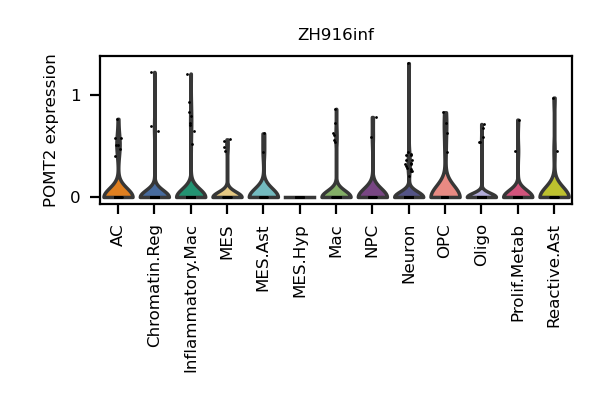 ZH916inf
POMT2 expression
1
0
AC
Chromatin.Reg
Inflammatory.Mac
MES
MES.Ast
MES.Hyp
Mac
NPC
Neuron
OPC
Oligo
Prolif.Metab
Reactive.Ast